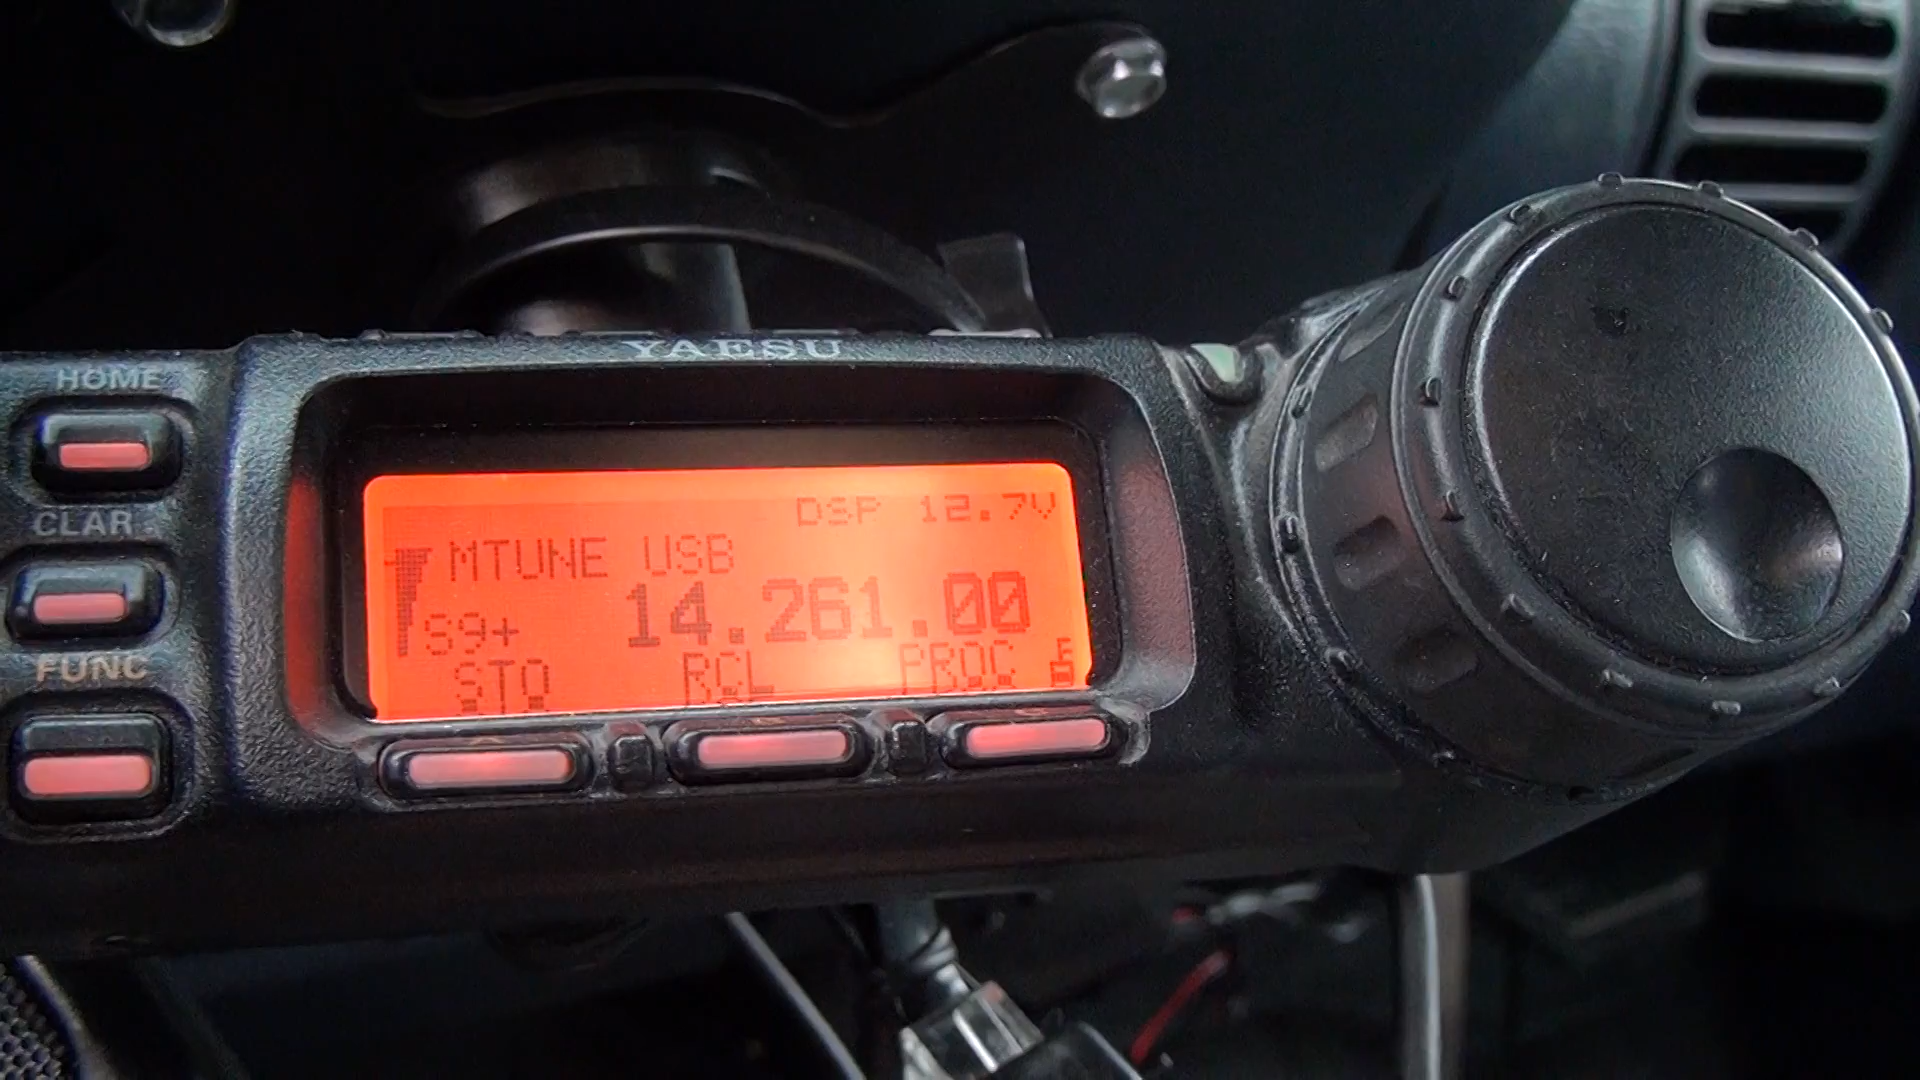 YAESU
HOME
CLAR
FUNC
DSP 12.7V
MTUNE USB
14.261.00
S9+
STO RCL PROC
F